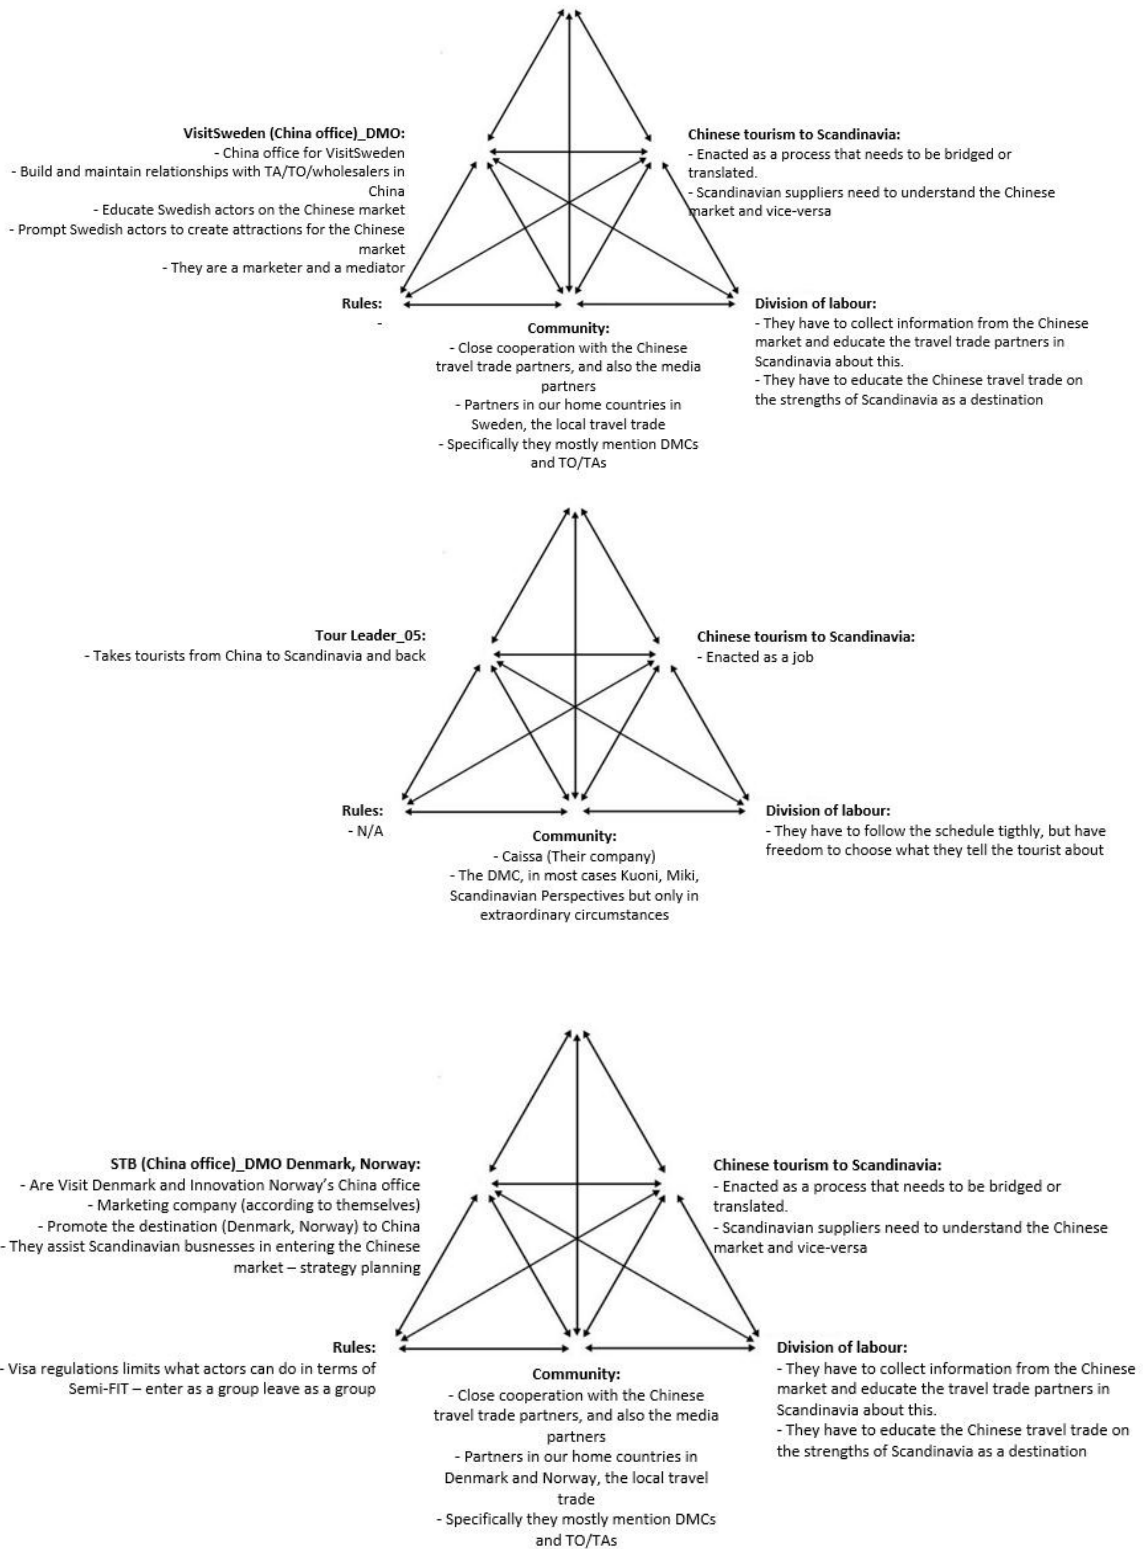 VisitSweden (China office)_DMO:
- China office for VisitSweden
- Build and maintain relationships with TA/TO/wholesalers in
China
- Educate Swedish actors on the Chinese market
- Prompt Swedish actors to create attractions for the Chinese
market
- They are a marketer and a mediator
Chinese tourism to Scandinavia:
- Enacted as a process that needs to be bridged or
translated.
- Scandinavian suppliers need to understand the Chinese
market and vice-versa
Rules:
-
Community:
- Close cooperation with the Chinese
travel trade partners, and also the media
partners
- Partners in our home countries in
Sweden, the local travel trade
- Specifically they mostly mention DMCs
and TO/TAs
Division of labour:
- They have to collect information from the Chinese
market and educate the travel trade partners in
Scandinavia about this.
- They have to educate the Chinese travel trade on
the strengths of Scandinavia as a destination
Tour Leader_05:
- Takes tourists from China to Scandinavia and back
Chinese tourism to Scandinavia:
- Enacted as a job
Rules:
- N/A
Community:
- Caissa (Their company)
- The DMC, in most cases Kuoni, Miki,
Scandinavian Perspectives but only in
extraordinary circumstances
Division of labour:
- They have to follow the schedule tigthly, but have
freedom to choose what they tell the tourist about
STB (China office)_DMO Denmark, Norway:
- Are Visit Denmark and Innovation Norway's China office
- Marketing company (according to themselves)
- Promote the destination (Denmark, Norway) to China
- They assist Scandinavian busnesses in entering the Chinese
market – strategy planning
Chinese tourism to Scandinavia:
- Enacted as a process that needs to be bridged or
translated.
- Scandinavian suppliers need to understand the Chinese
market and vice-versa
Rules:
- Visa regulations limits what actors can do in terms of
Semi-FIT – enter as a group leave as a group
Community:
- Close cooperation with the Chinese
travel trade partners, and also the media
partners
- Partners in our home countries in
Denmark and Norway, the local travel
trade
- Specifically they mostly mention DMCs
and TO/TAs
Division of labour:
- They have to collect information from the Chinese
market and educate the travel trade partners in
Scandinavia about this.
- They have to educate the Chinese travel trade on
the strengths of Scandinavia as a destination